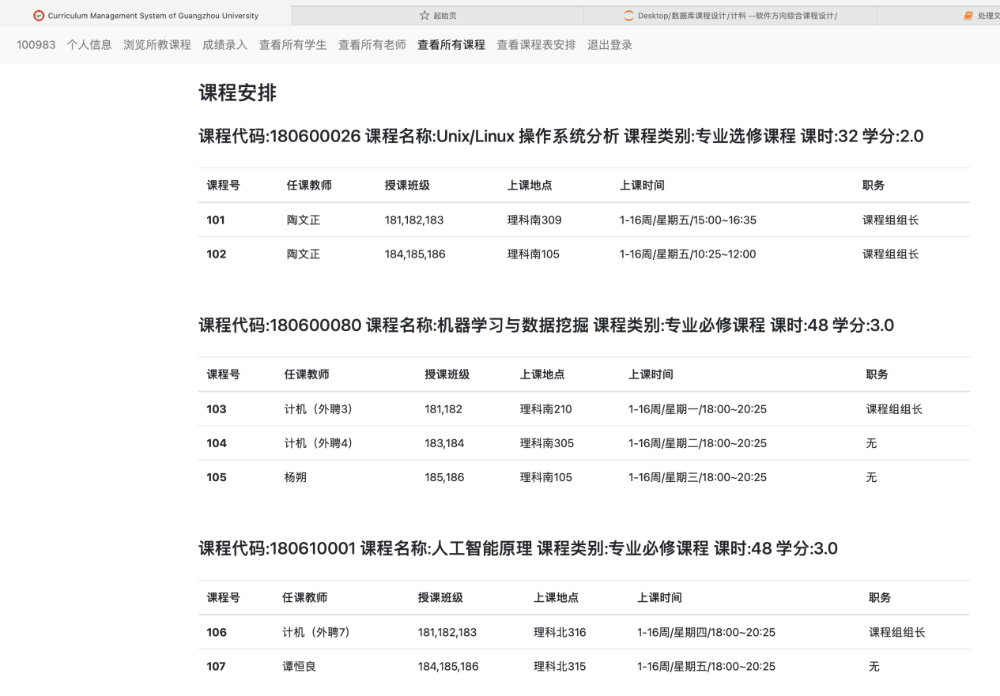 Curriculum Management System of Guangzhou University 起始页 Desktop/数据库课程设计/计科 --软件方向综合课程设计/ 处理文
100983 个人信息 浏览所教课程 成绩录入 查看所有学生 查看所有老师 查看所有课程 查看课程表安排 退出登录
课程安排
课程代码:180600026 课程名称:Unix/Linux 操作系统分析 课程类别:专业选修课程 课时:32 学分:2.0
课程号 任课教师 授课班级 上课地点 上课时间 职务
101 陶文正 181,182,183 理科南309 1-16周/星期五/15:00~16:35 课程组组长
102 陶文正 184,185,186 理科南105 1-16周/星期五/10:25~12:00 课程组组长
课程代码:180600080 课程名称:机器学习与数据挖掘 课程类别:专业必修课程 课时:48 学分:3.0
课程号 任课教师 授课班级 上课地点 上课时间 职务
103 计机（外聘3） 181,182 理科南210 1-16周/星期一/18:00~20:25 课程组组长
104 计机（外聘4） 183,184 理科南305 1-16周/星期二/18:00~20:25 无
105 杨朔 185,186 理科南105 1-16周/星期三/18:00~20:25 无
课程代码:180610001 课程名称:人工智能原理 课程类别:专业必修课程 课时:48 学分:3.0
课程号 任课教师 授课班级 上课地点 上课时间 职务
106 计机（外聘7） 181,182,183 理科北316 1-16周/星期四/18:00~20:25 课程组组长
107 谭恒良 184,185,186 理科北315 1-16周/星期五/18:00~20:25 无